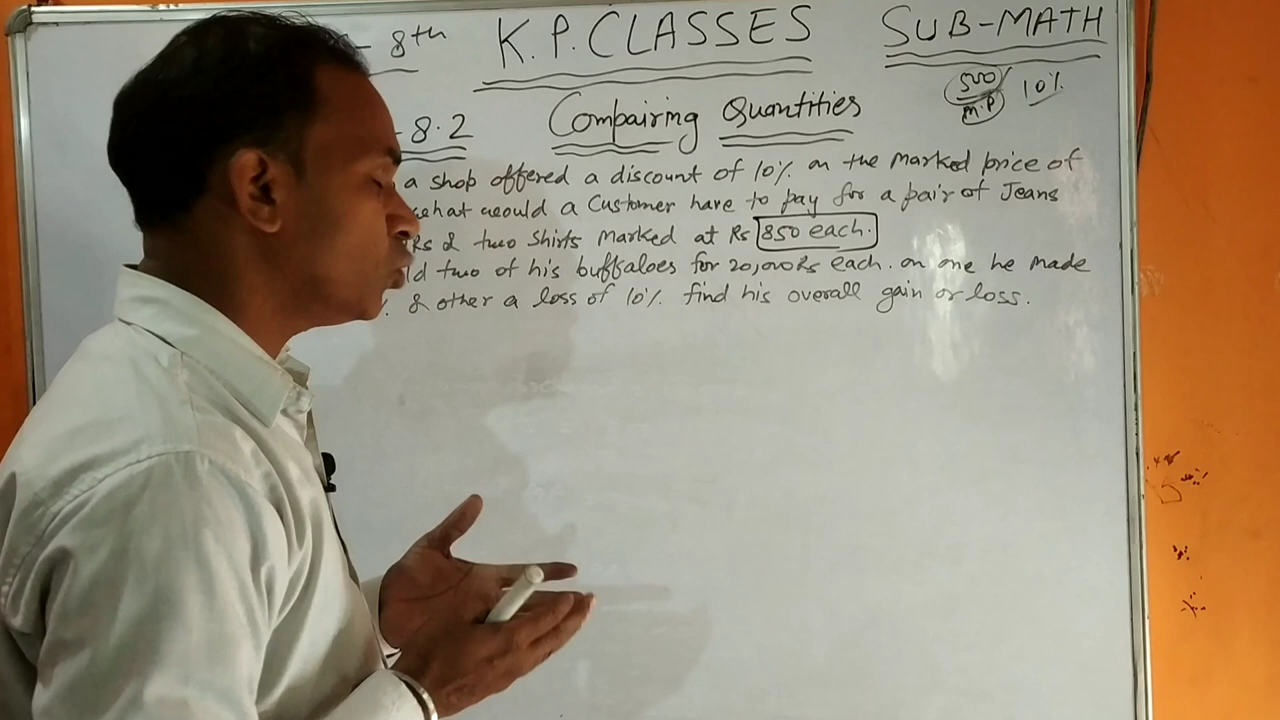 - 8th K.P. CLASSES SUB-MATH
500/M.P 10%
-8.2 Compairing Quantities
a shop offered a discount of 10% on the marked price of
what would a Customer have to pay for a pair of Jeans
Rs & two Shirts Marked at Rs 850 each.
ld two of his buffaloes for 20,000Rs each. on one he made
%. & other a loss of 10% find his overall gain or loss.